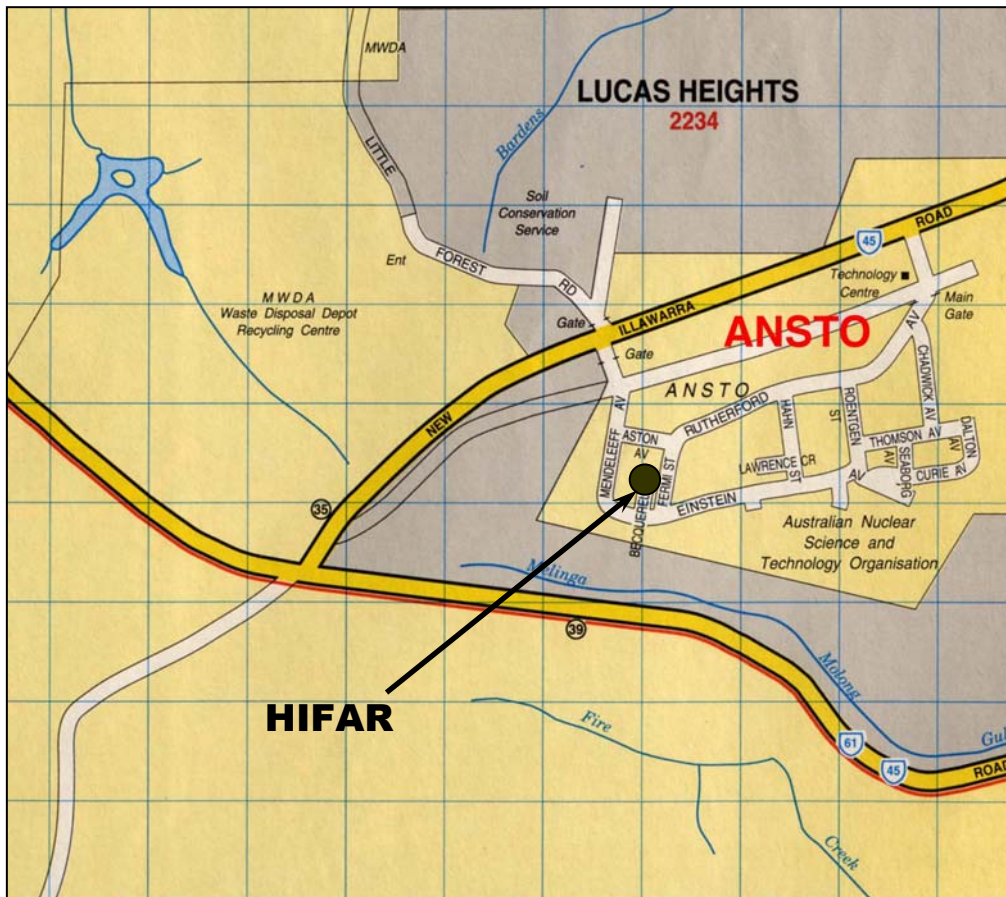 MWDA
LUCAS HEIGHTS
2234
Bardens
LITTLE
Soil
Conservation
Service
ROAD
45
Ent
FOREST
RD
Technology
Centre
Main
Gate
M W D A
Waste Disposal Depot
Recycling Centre
Gate
ILLAWARRA
ANSTO
Gate
ANSTO
AV
CHADWICK AV
NEW
AV
RUTHERFORD
HAHN
ST
ROENTGEN
ST
ASTON
AV
MENDELEEFF
THOMSON AV
DALTON
AV
SEABORG
AV
LAWRENCE CR
FERMI ST
CURIE AV
AV
EINSTEIN
BECQUEREL
35
Australian Nuclear
Science and
Technology Organisation
Melinga
39
Molong
HIFAR
Fire
61
45
Gul
ROAD
Creek